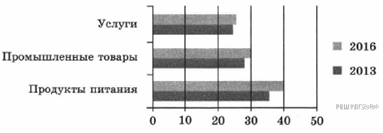 Услуги
Промышленные товары
Продукты питания
0 10 20 30 40 50
2016
2013
РЕШУЕГЭ.РФ